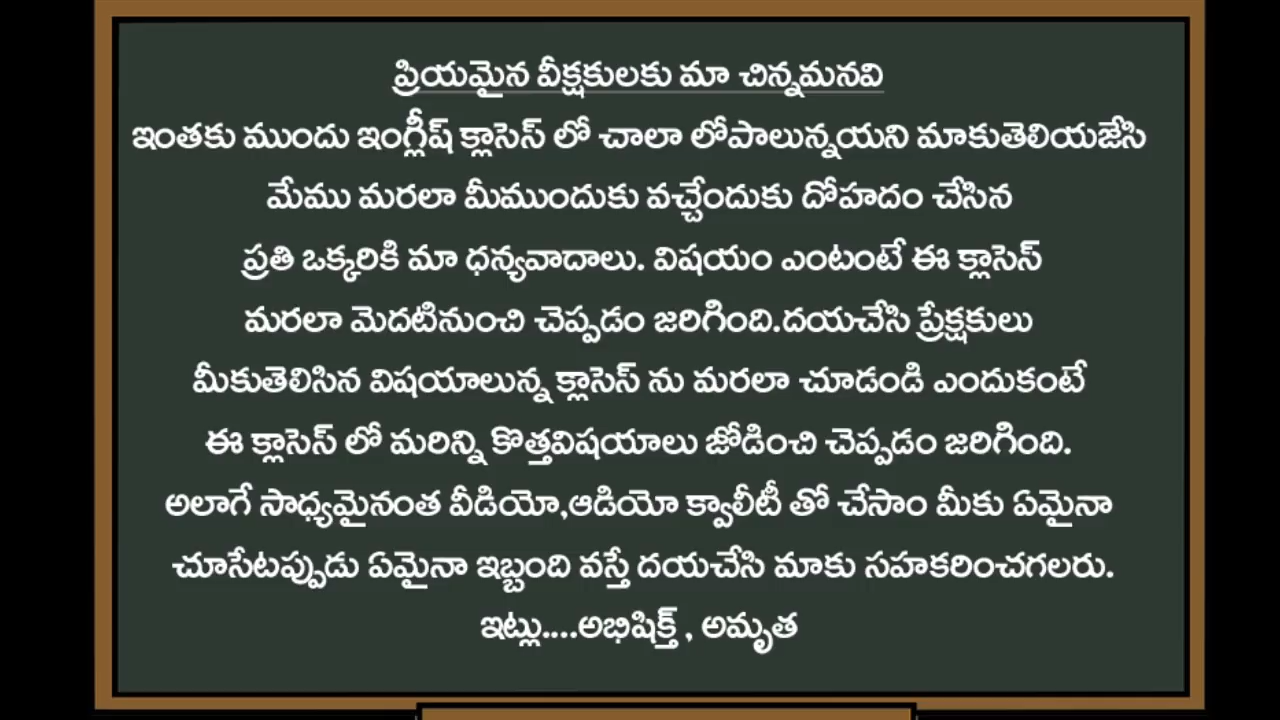 ప్రియమైన వీక్షకులకు మా చిన్నమనవి
ఇంతకు ముందు ఇంగ్లీష్ క్లాసెస్ లో చాలా లోపాలున్నయని మాకుతెలియజేసి
మేము మరలా మీముందుకు వచ్చేందుకు దోహదం చేసిన
ప్రతి ఒక్కరికి మా ధన్యవాదాలు. విషయం ఎంటంటే ఈ క్లాసెస్
మరలా మెదటినుంచి చెప్పడం జరిగింది.దయచేసి ప్రేక్షకులు
మీకుతెలిసిన విషయాలున్న క్లాసెస్ ను మరలా చూడండి ఎందుకంటే
ఈ క్లాసెస్ లో మరిన్ని కొత్తవిషయాలు జోడించి చెప్పడం జరిగింది.
అలాగే సాధ్యమైనంత వీడియో,ఆడియో క్వాలీటీ తో చేసాం మీకు ఏమైనా
చూసేటప్పుడు ఏమైనా ఇబ్బంది వస్తే దయచేసి మాకు సహకరించగలరు.
ఇట్లు....అభిషిక్త్ , అమృత